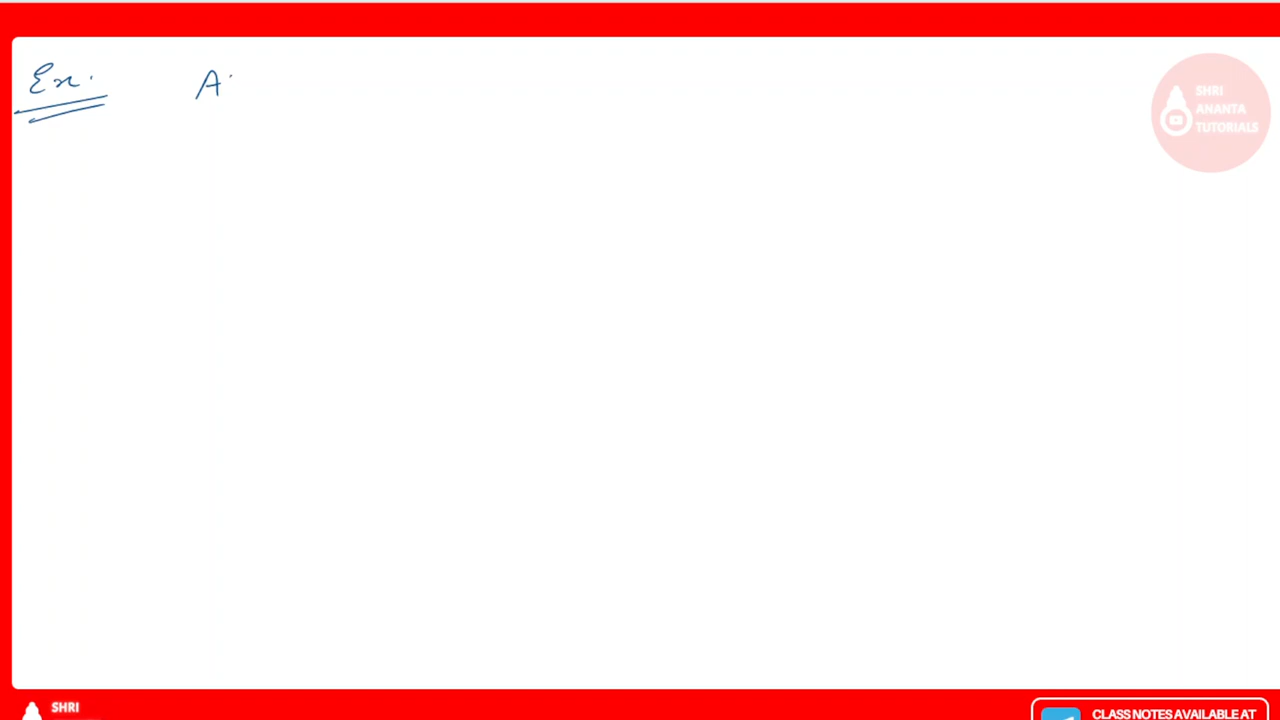 Ex. A
SHRI
ANANTA
TUTORIALS
SHRI
CLASS NOTES AVAILABLE AT